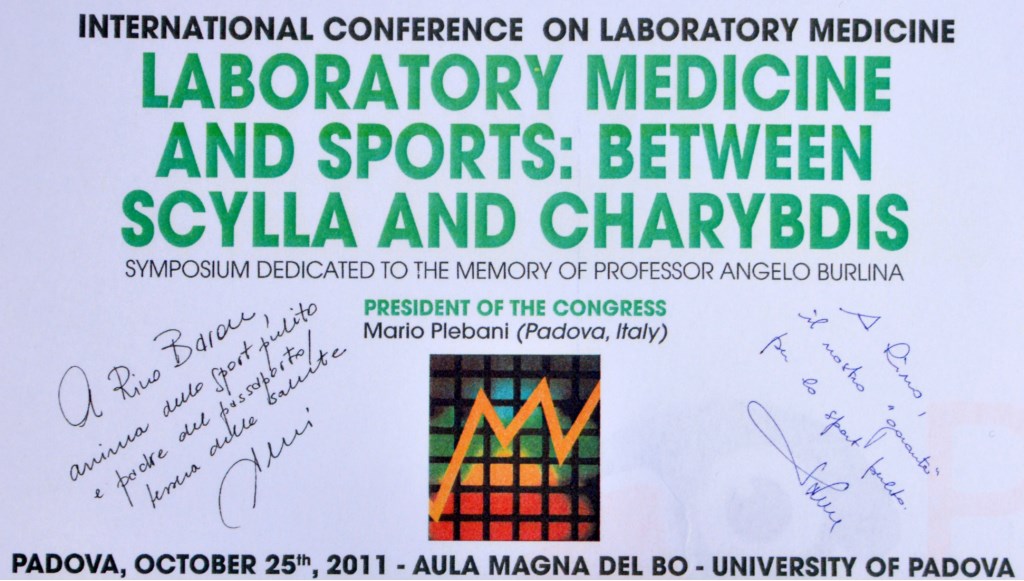 INTERNATIONAL CONFERENCE ON LABORATORY MEDICINE
LABORATORY MEDICINE
AND SPORTS: BETWEEN
SCYLLA AND CHARYBDIS
SYMPOSIUM DEDICATED TO THE MEMORY OF PROFESSOR ANGELO BURLINA
PRESIDENT OF THE CONGRESS
Mario Plebani (Padova, Italy)
A Rino Baron,
anima dello sport pulito
e padre del passaporto/
tessera della salute
A Rino,
il nostro "garante"
per lo sport pulito.
PADOVA, OCTOBER 25th, 2011 - AULA MAGNA DEL BO - UNIVERSITY OF PADOVA